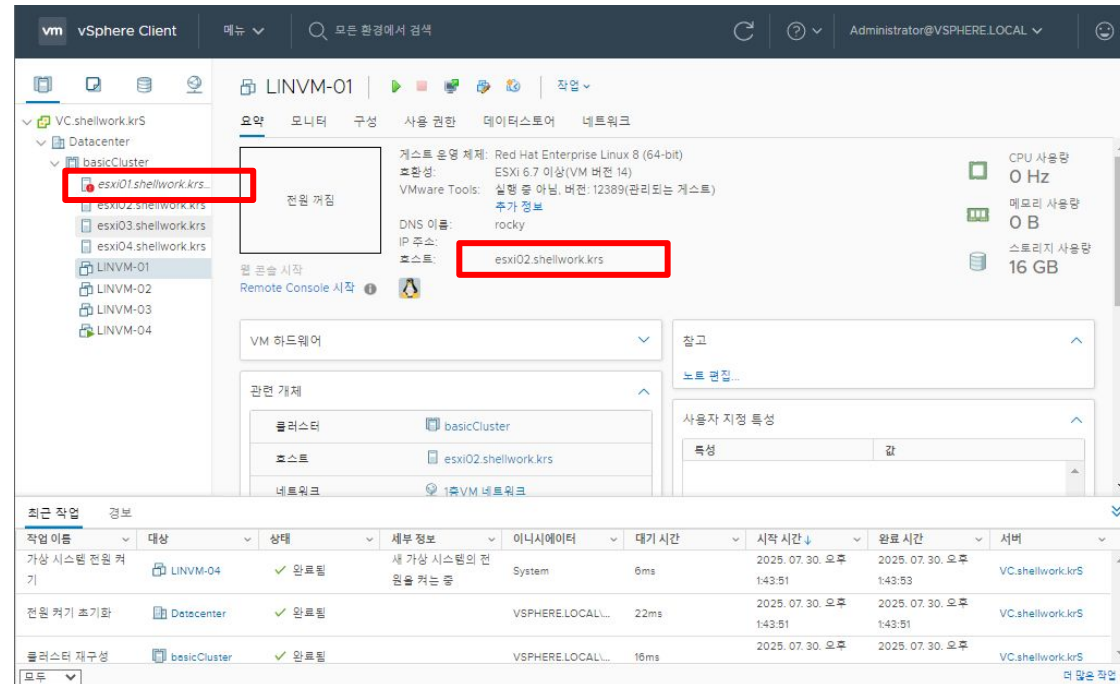 vm vSphere Client 메뉴 모든 환경에서 검색 Administrator@VSPHERE.LOCAL
VC.shellwork.krS
Datacenter
basicCluster
esxi01.shellwork.krs...
esxi02.shellwork.krs
esxi03.shellwork.krs
esxi04.shellwork.krs
LINVM-01
LINVM-02
LINVM-03
LINVM-04
LINVM-01 작업
요약 모니터 구성 사용 권한 데이터스토어 네트워크
전원 꺼짐
웹 콘솔 시작
Remote Console 시작
게스트 운영 체제: Red Hat Enterprise Linux 8 (64-bit)
호환성: ESXi 6.7 이상(VM 버전 14)
VMware Tools: 실행 중 아님, 버전: 12389(관리되는 게스트)
추가 정보
DNS 이름: rocky
IP 주소:
호스트: esxi02.shellwork.krs
CPU 사용량
0 Hz
메모리 사용량
0 B
스토리지 사용량
16 GB
VM 하드웨어
관련 개체
클러스터 basicCluster
호스트 esxi02.shellwork.krs
네트워크 1층VM 네트워크
참고
노트 편집...
사용자 지정 특성
특성 값
최근 작업 경보
작업 이름 대상 상태 세부 정보 이니시에이터 대기 시간 시작 시간↓ 완료 시간 서버
가상 시스템 전원 켜 새 가상 시스템의 전 2025. 07. 30. 오후 2025. 07. 30. 오후
LINVM-04 완료됨 System 6ms VC.shellwork.krS
기 원을 켜는 중 1:43:51 1:43:53
2025. 07. 30. 오후 2025. 07. 30. 오후
전원 켜기 초기화 Datacenter 완료됨 VSPHERE.LOCAL\... 22ms VC.shellwork.krS
1:43:51 1:43:51
2025. 07. 30. 오후 2025. 07. 30. 오후
클러스터 재구성 basicCluster 완료됨 VSPHERE.LOCAL\... 16ms VC.shellwork.krS
모두 더 많은 작업